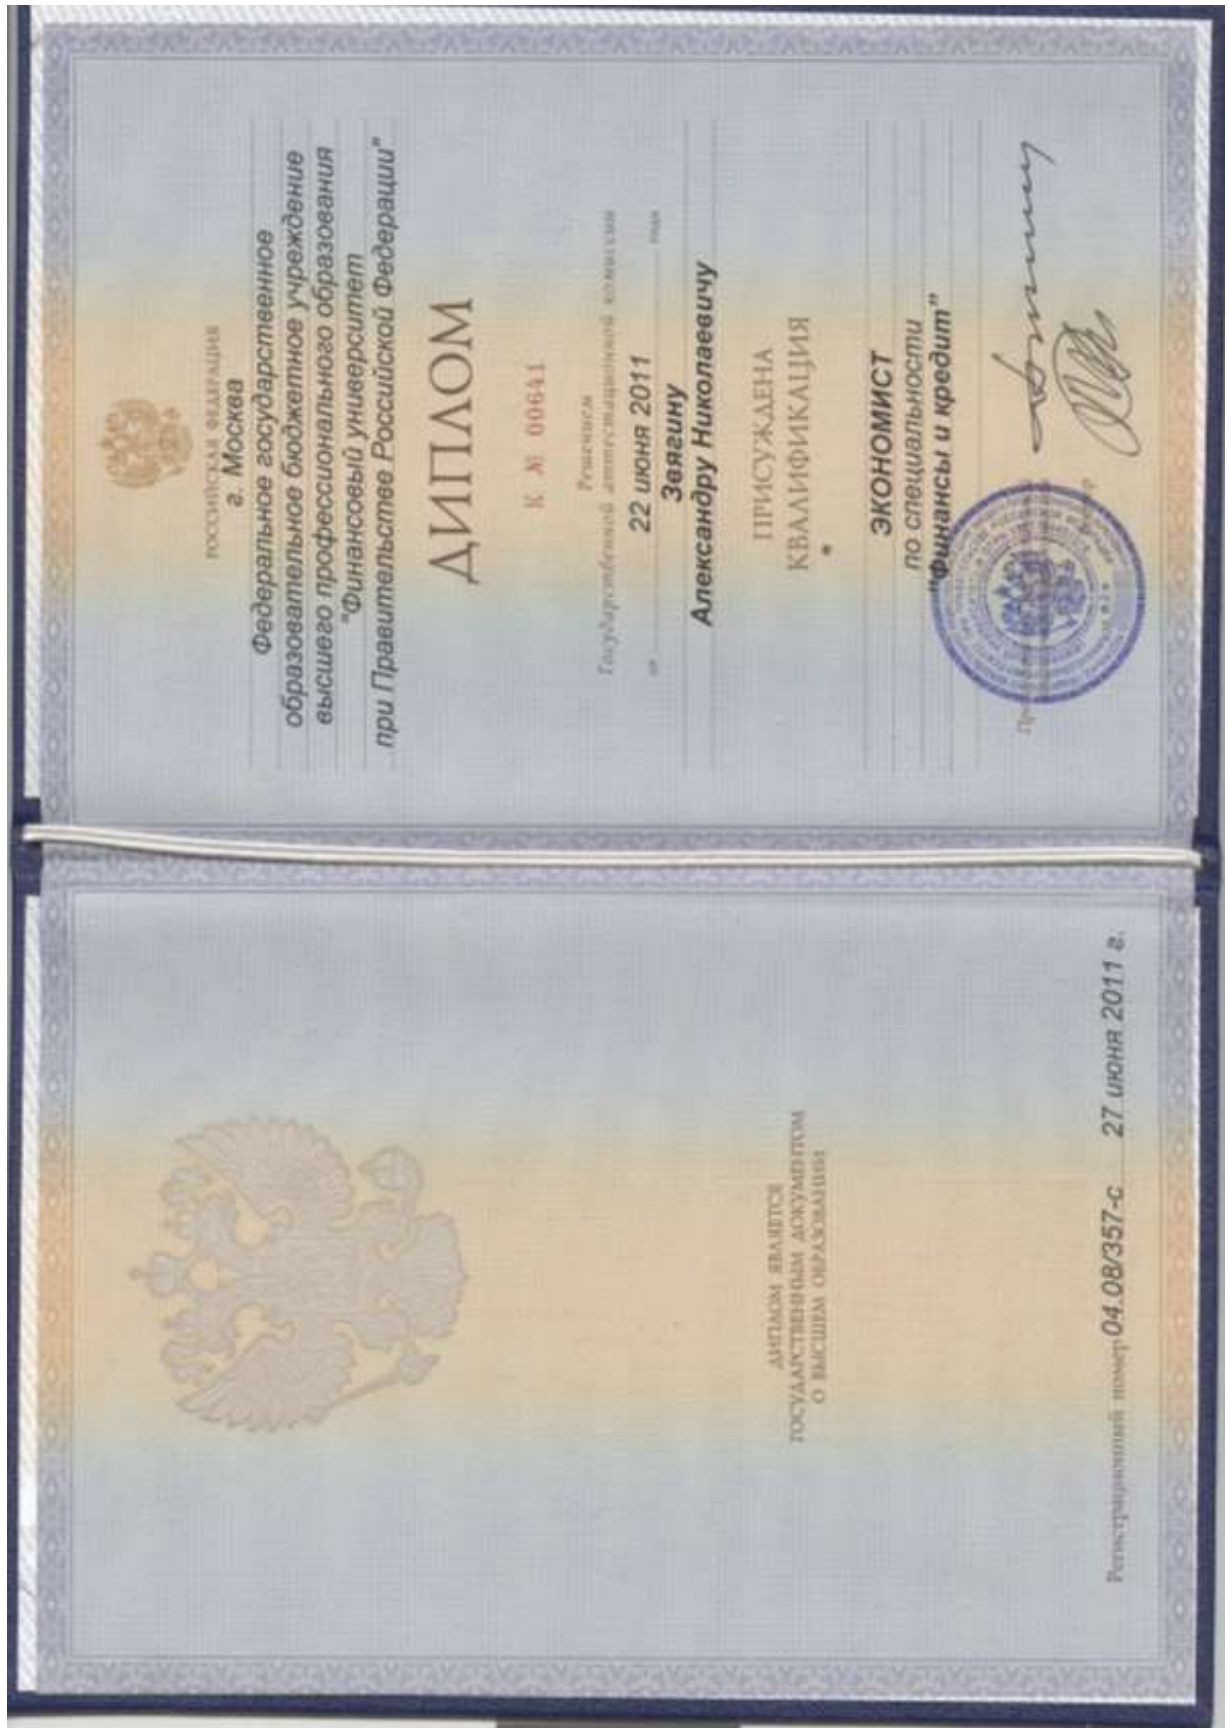 ДИПЛОМ ЯВЛЯЕТСЯ
ГОСУДАРСТВЕННЫМ ДОКУМЕНТОМ
О ВЫСШЕМ ОБРАЗОВАНИИ
Регистрационный номер 04.08/357-с 27 июня 2011 г.
РОССИЙСКАЯ ФЕДЕРАЦИЯ
г. Москва
Федеральное государственное
образовательное бюджетное учреждение
высшего профессионального образования
"Финансовый университет
при Правительстве Российской Федерации"
ДИПЛОМ
К № 00641
Решением
Государственной аттестационной комиссии
от 22 июня 2011 года
Звягину
Александру Николаевичу
ПРИСУЖДЕНА
КВАЛИФИКАЦИЯ
ЭКОНОМИСТ
по специальности
"Финансы и кредит"